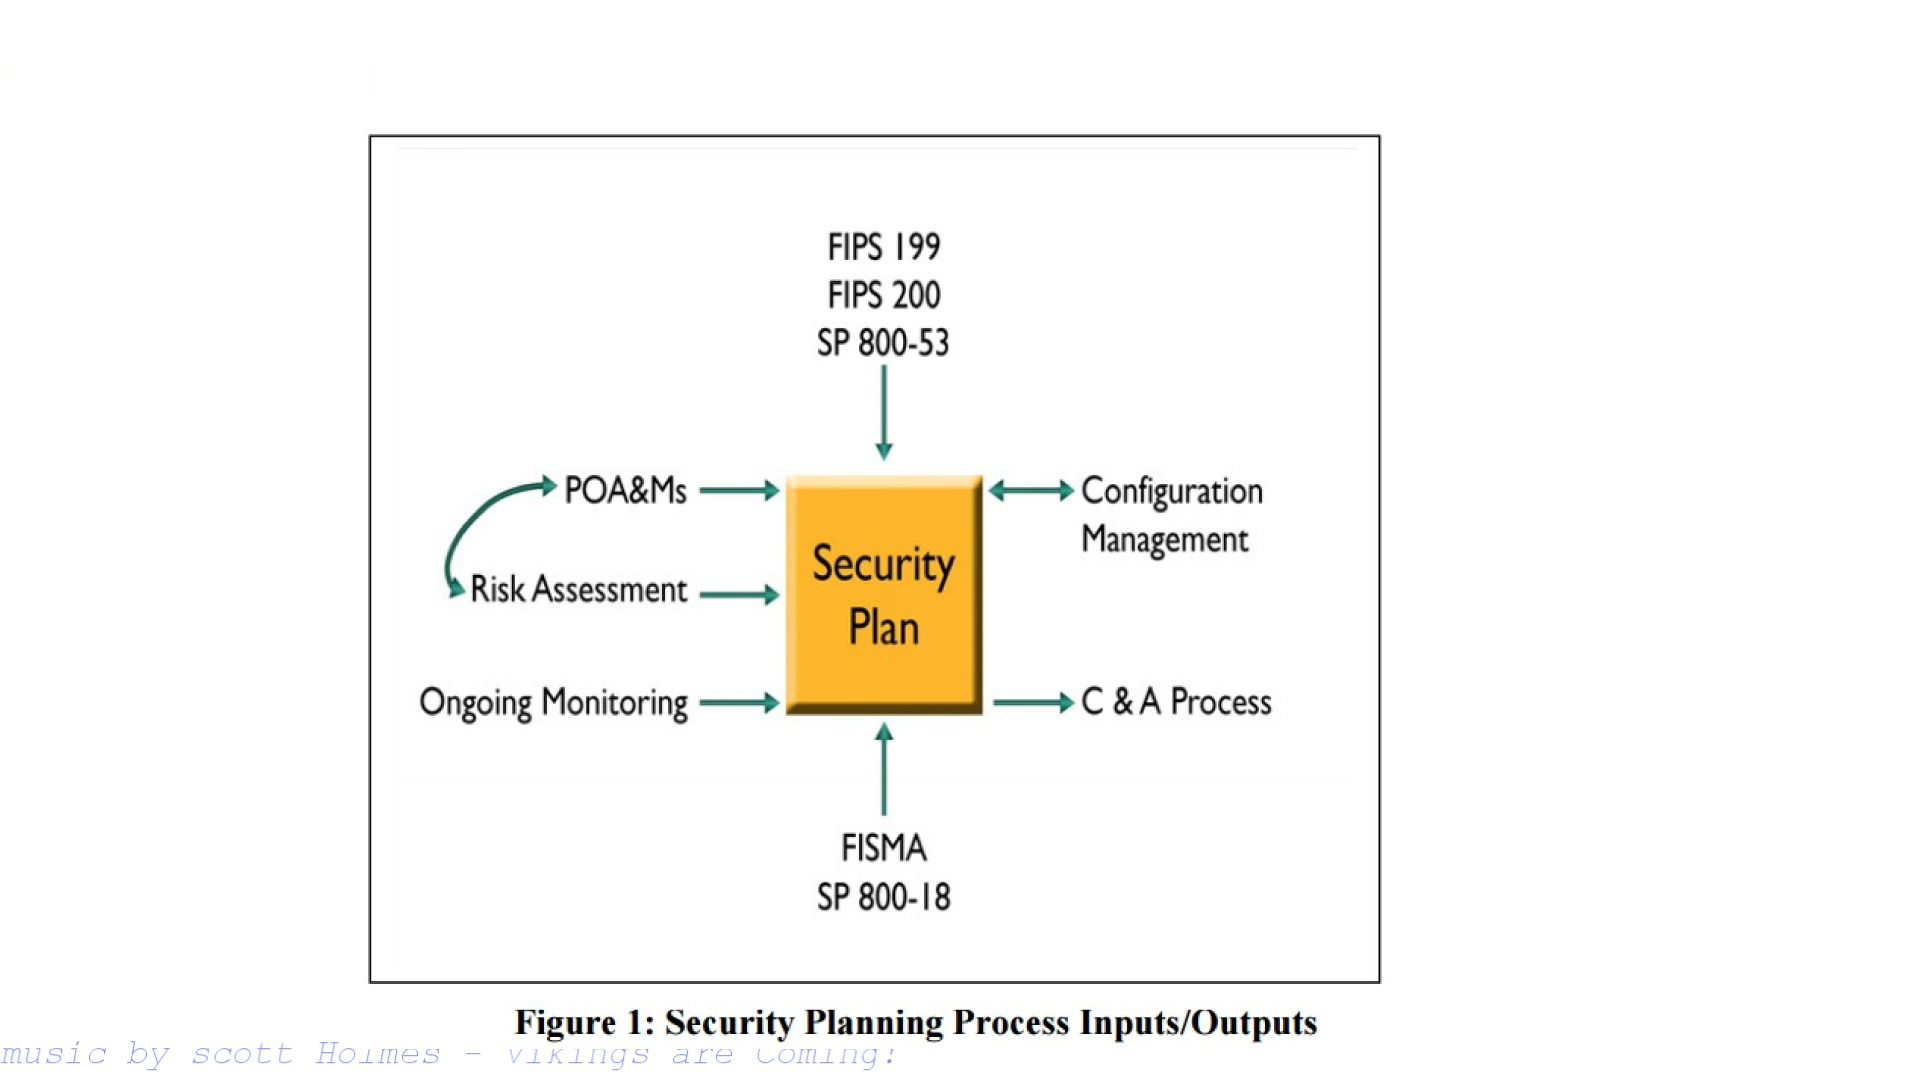 FIPS 199
FIPS 200
SP 800-53
POA&Ms
Configuration
Management
Security
Plan
Risk Assessment
Ongoing Monitoring
C & A Process
FISMA
SP 800-18
Figure 1: Security Planning Process Inputs/Outputs
music by scott Holmes - Vikings are Coming!